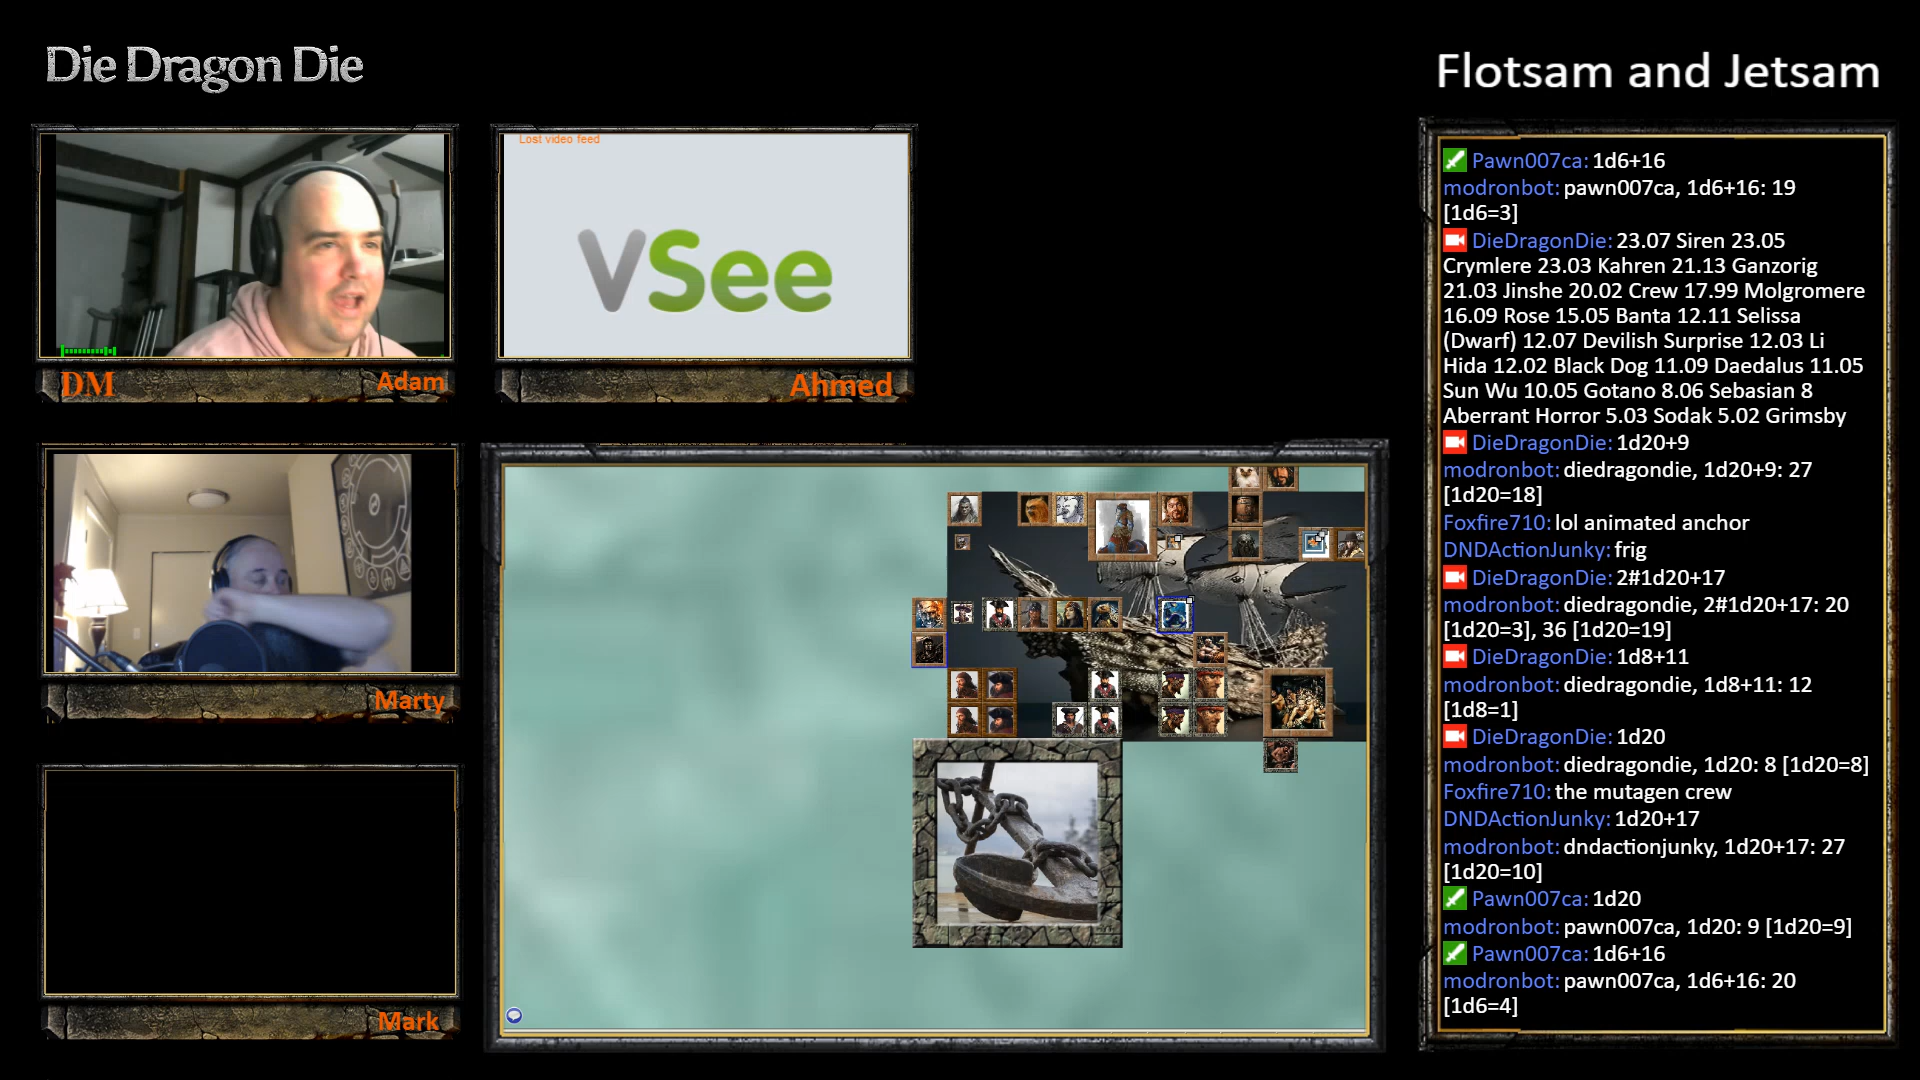 Die Dragon Die
Flotsam and Jetsam
Lost video feed
VSee
DM
Adam
Ahmed
Marty
Mark
Pawn007ca: 1d6+16
modronbot: pawn007ca, 1d6+16: 19
[1d6=3]
DieDragonDie: 23.07 Siren 23.05
Crymlere 23.03 Kahren 21.13 Ganzorig
21.03 Jinshe 20.02 Crew 17.99 Molgromere
16.09 Rose 15.05 Banta 12.11 Selissa
(Dwarf) 12.07 Devilish Surprise 12.03 Li
Hida 12.02 Black Dog 11.09 Daedalus 11.05
Sun Wu 10.05 Gotano 8.06 Sebasian 8
Aberrant Horror 5.03 Sodak 5.02 Grimsby
DieDragonDie: 1d20+9
modronbot: diedragondie, 1d20+9: 27
[1d20=18]
Foxfire710: lol animated anchor
DNDActionJunky: frig
DieDragonDie: 2#1d20+17
modronbot: diedragondie, 2#1d20+17: 20
[1d20=3], 36 [1d20=19]
DieDragonDie: 1d8+11
modronbot: diedragondie, 1d8+11: 12
[1d8=1]
DieDragonDie: 1d20
modronbot: diedragondie, 1d20: 8 [1d20=8]
Foxfire710: the mutagen crew
DNDActionJunky: 1d20+17
modronbot: dndactionjunky, 1d20+17: 27
[1d20=10]
Pawn007ca: 1d20
modronbot: pawn007ca, 1d20: 9 [1d20=9]
Pawn007ca: 1d6+16
modronbot: pawn007ca, 1d6+16: 20
[1d6=4]